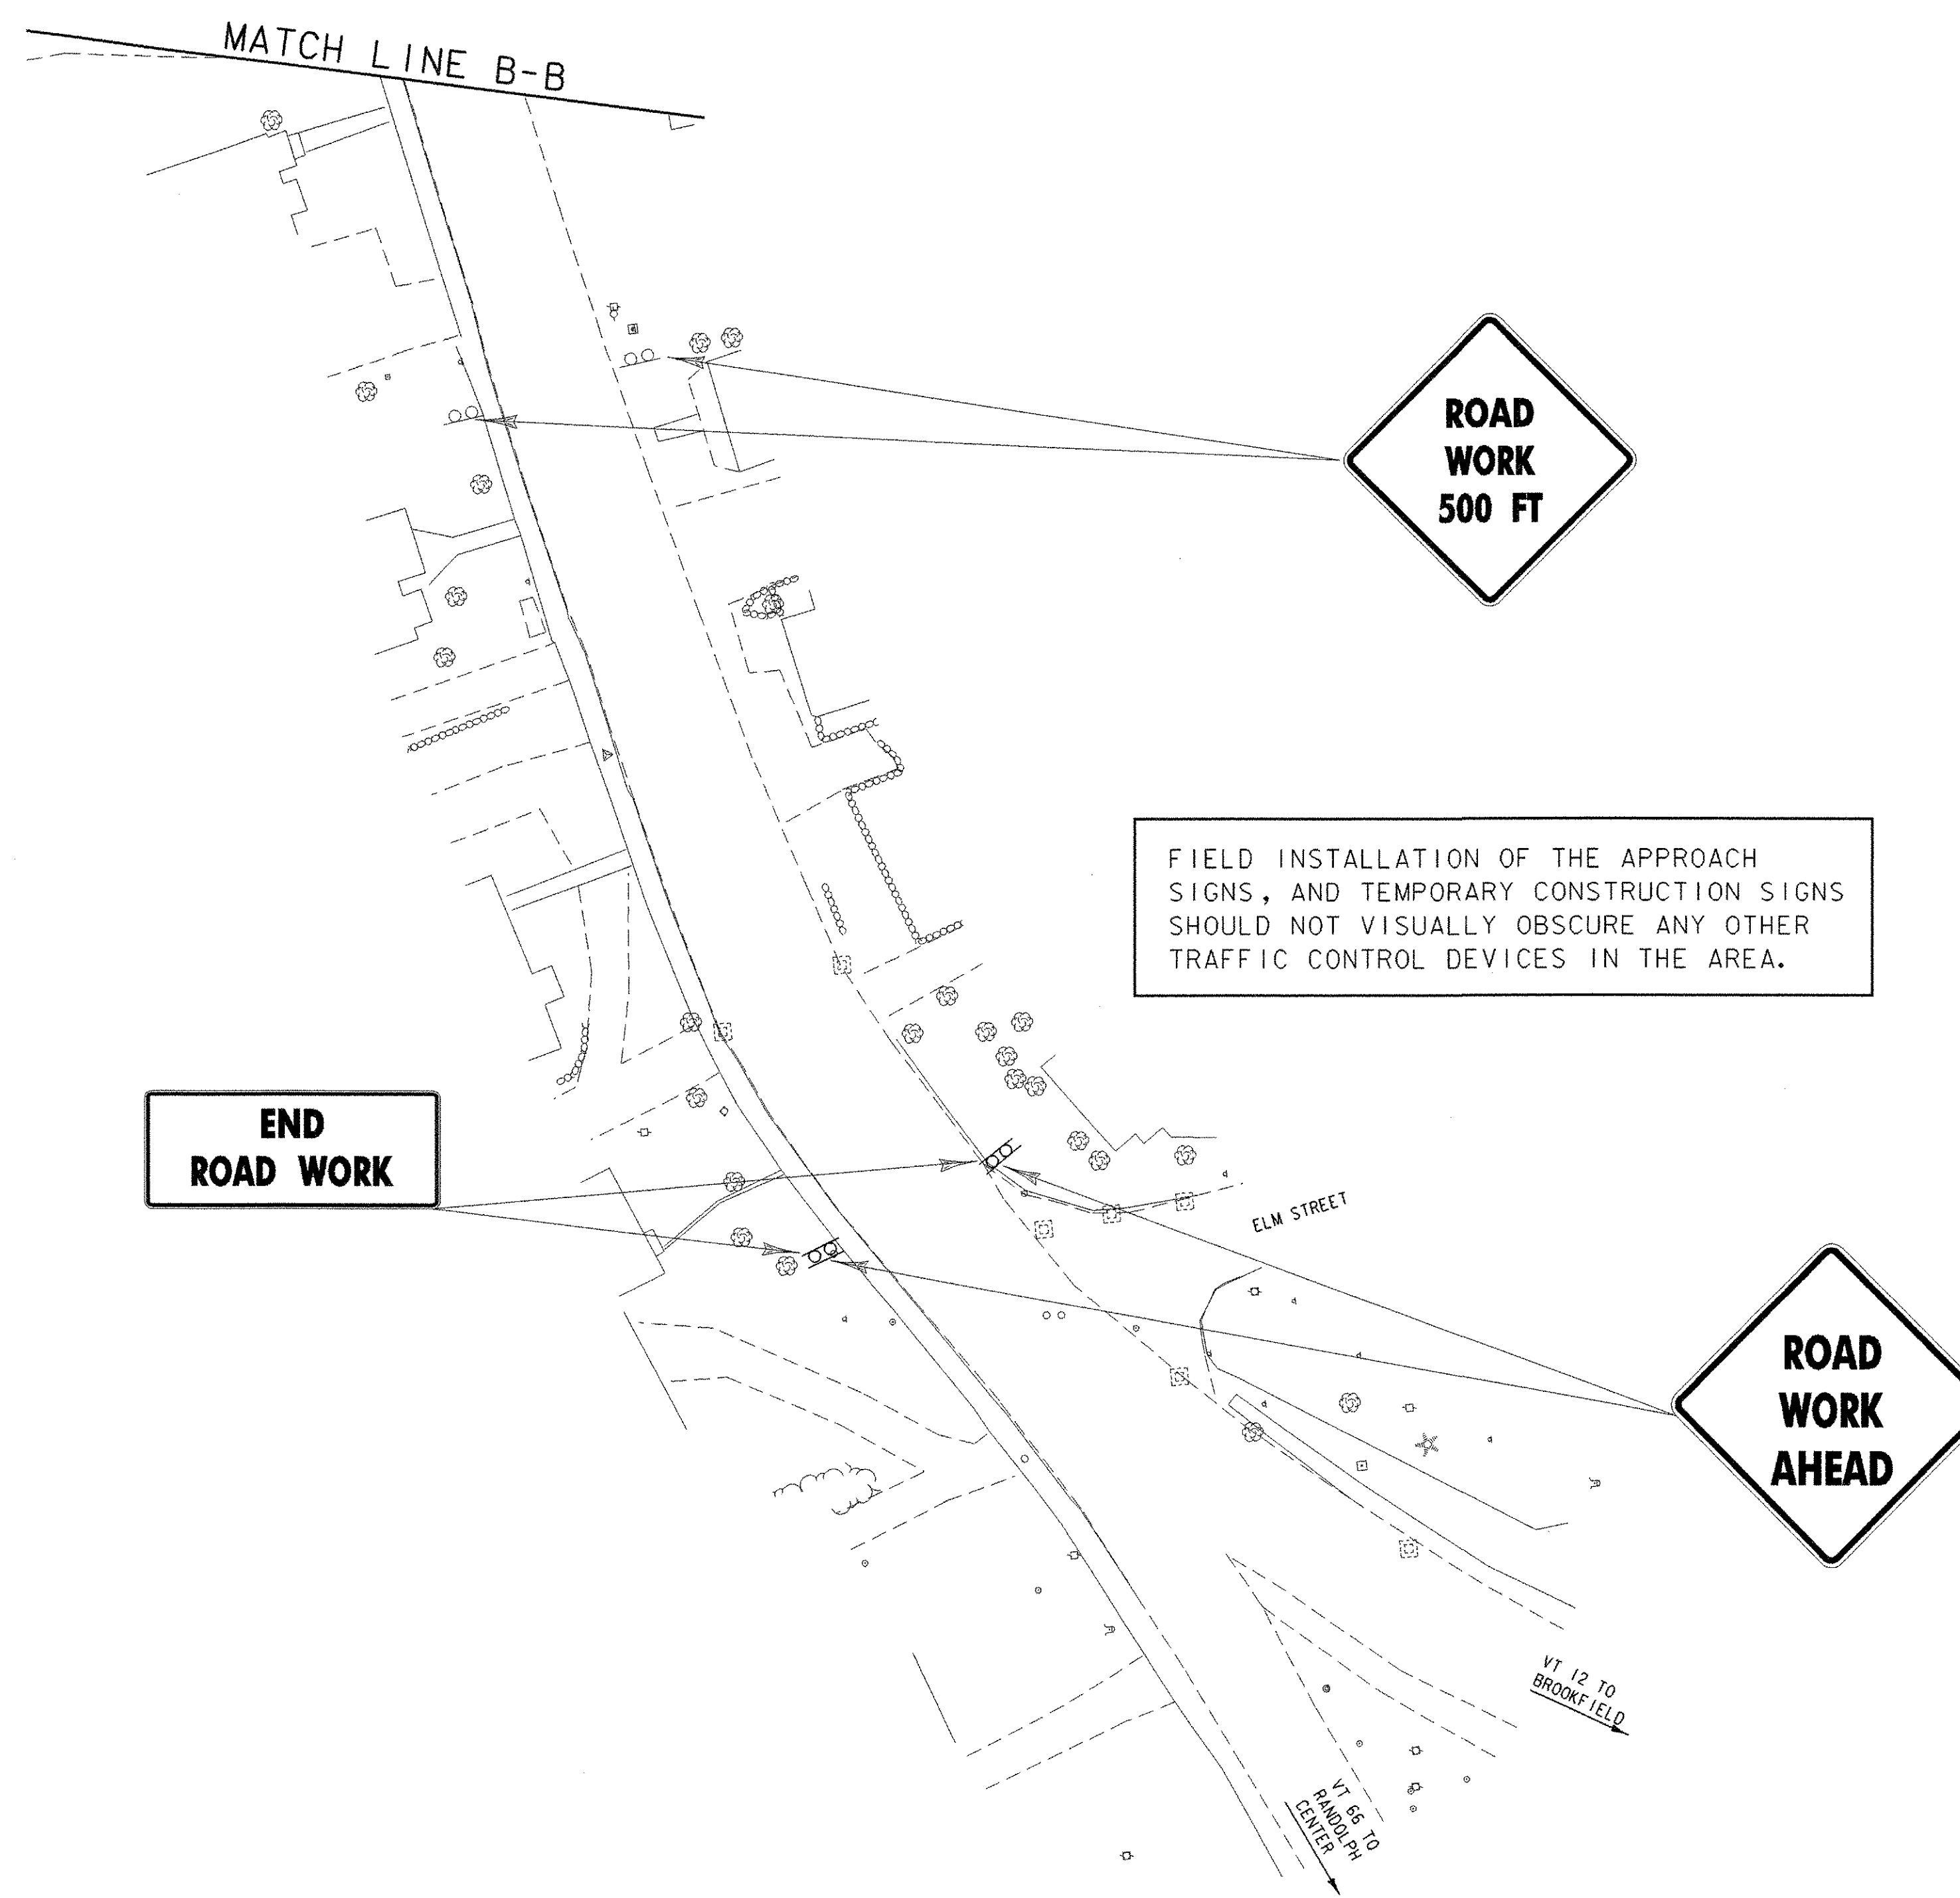 MATCH LINE B-B
ROAD
WORK
500 FT
FIELD INSTALLATION OF THE APPROACH
SIGNS, AND TEMPORARY CONSTRUCTION SIGNS
SHOULD NOT VISUALLY OBSCURE ANY OTHER
TRAFFIC CONTROL DEVICES IN THE AREA.
END
ROAD WORK
ELM STREET
ROAD
WORK
AHEAD
VT 12 TO
BROOKFIELD
VT 66 TO
RANDOLPH
CENTER